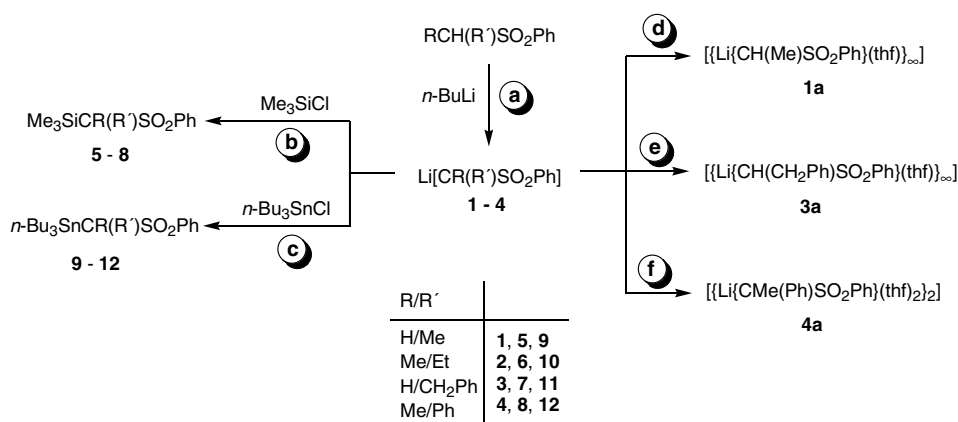 RCH(R´)SO₂Ph
n-BuLi
a
Me₃SiCl
b
Me₃SiCR(R´)SO₂Ph
5 - 8
n-Bu₃SnCl
c
n-Bu₃SnCR(R´)SO₂Ph
9 - 12
Li[CR(R´)SO₂Ph]
1 - 4
d
[{Li{CH(Me)SO₂Ph}(thf)}∞]
1a
e
[{Li{CH(CH₂Ph)SO₂Ph}(thf)}∞]
3a
f
[{Li{CMe(Ph)SO₂Ph}(thf)₂}₂]
4a
R/R´
H/Me 1, 5, 9
Me/Et 2, 6, 10
H/CH₂Ph 3, 7, 11
Me/Ph 4, 8, 12